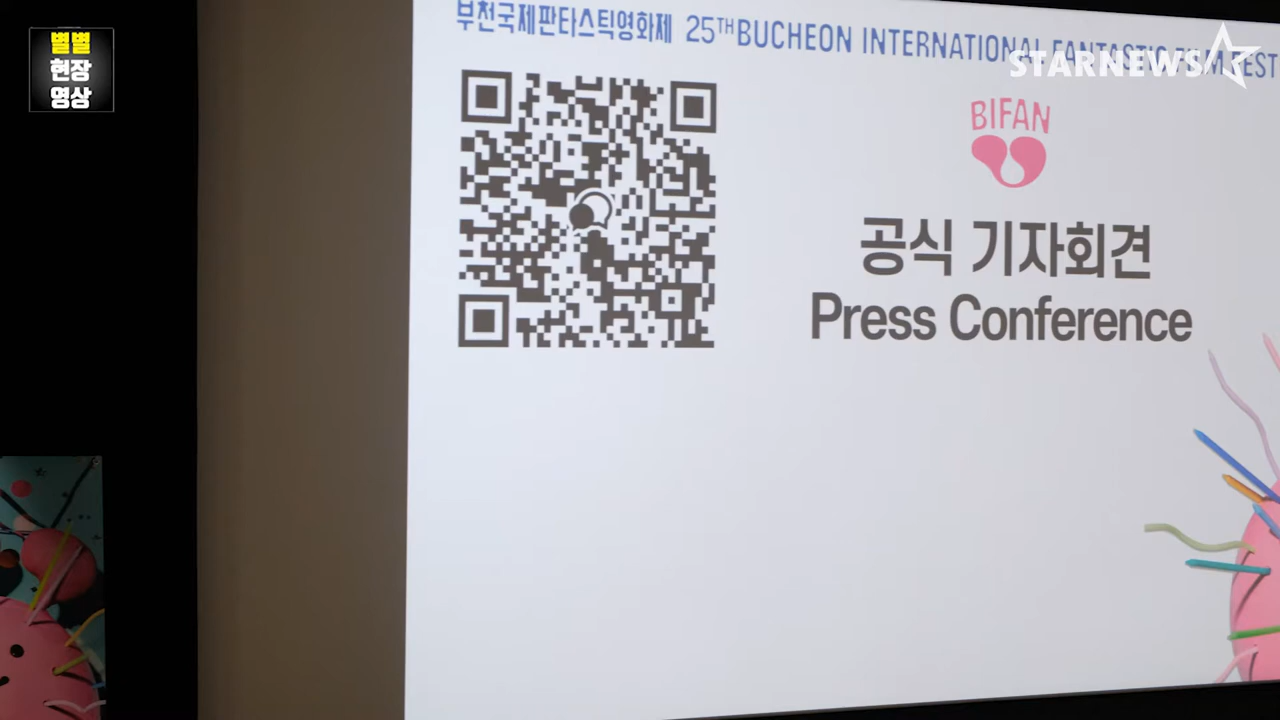 별별
현장
영상
부천국제판타스틱영화제 25TH BUCHEON INTERNATIONAL FANTASTIC FILM FEST
STARNEWS
BIFAN
공식 기자회견
Press Conference